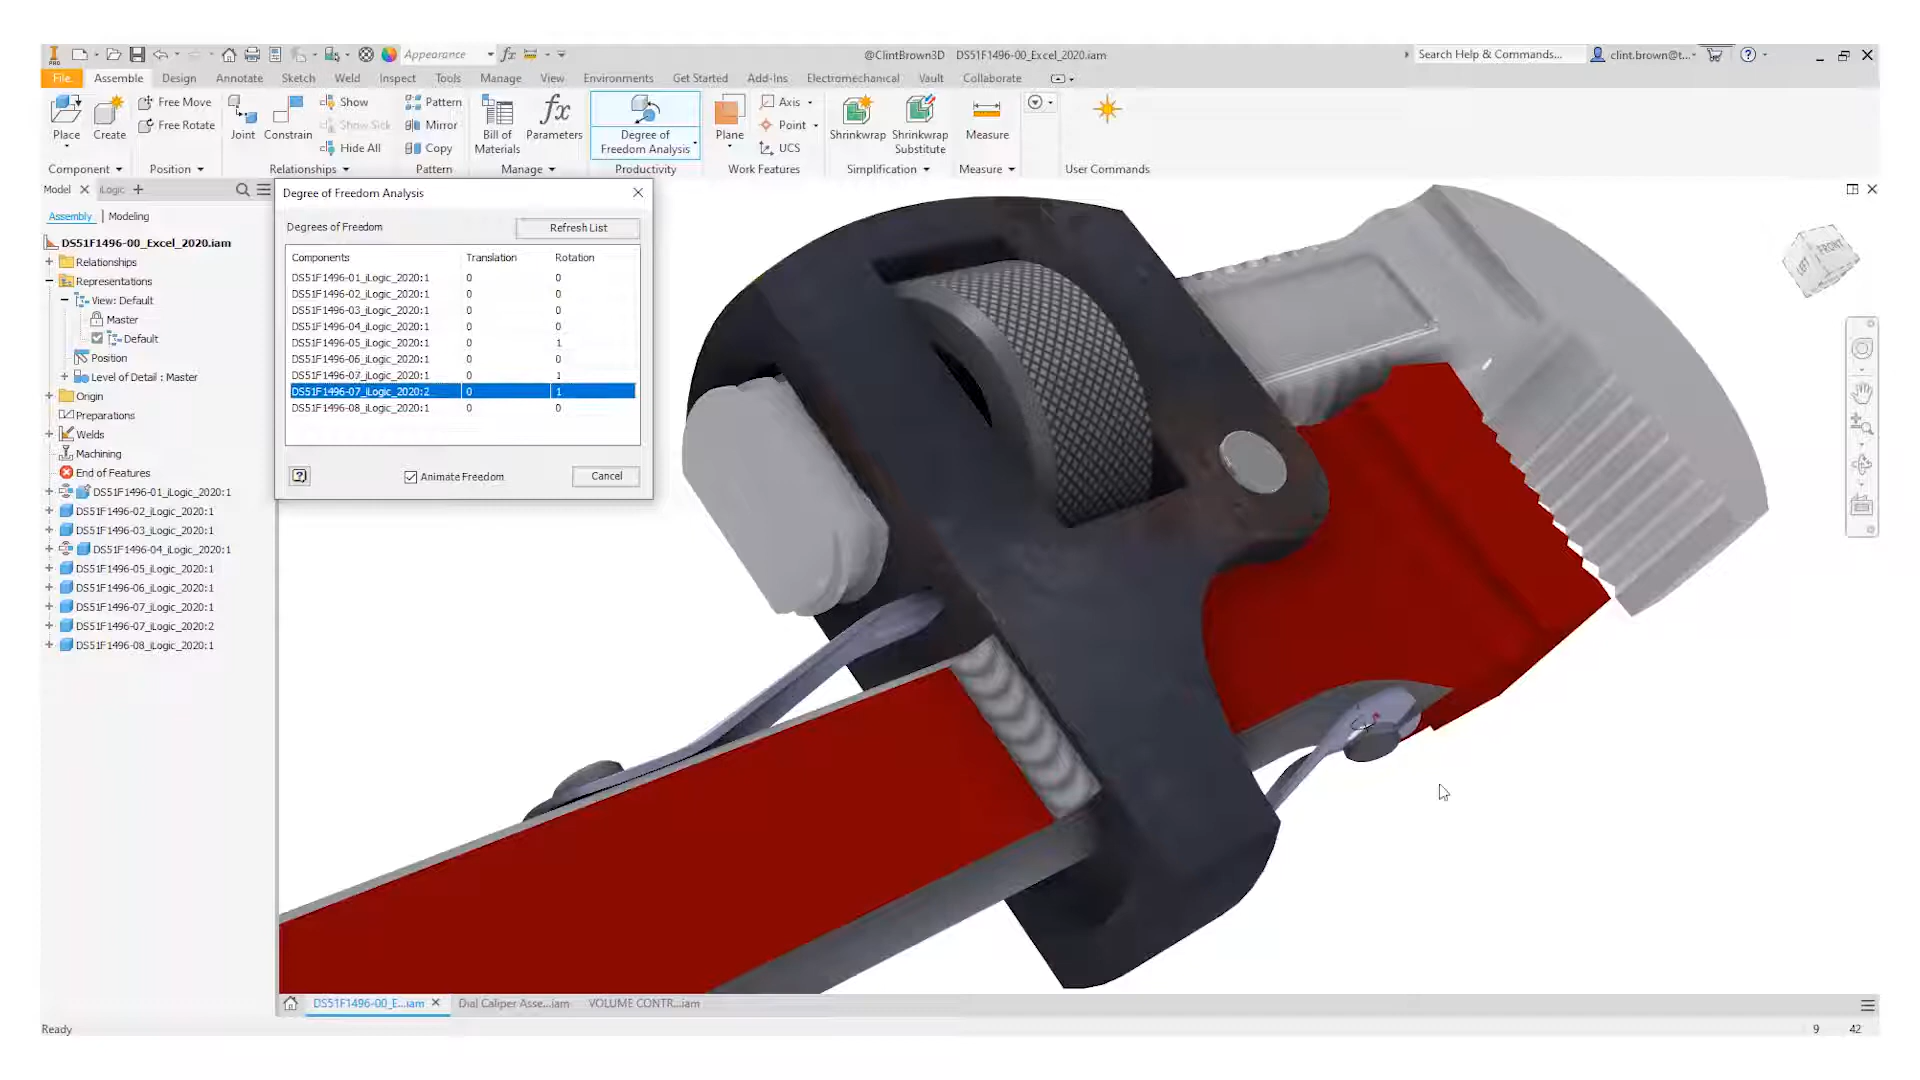 PRO
Appearance
fx
@ClintBrown3D DS51F1496-00_Excel_2020.iam
Search Help & Commands...
clint.brown@t...
File Assemble Design Annotate Sketch Weld Inspect Tools Manage View Environments Get Started Add-Ins Electromechanical Vault Collaborate
Place
Create
Free Move
Free Rotate
Joint
Constrain
Show
Show Sick
Hide All
Pattern
Mirror
Copy
Bill of
Materials
fx
Parameters
Degree of
Freedom Analysis
Plane
Axis
Point
UCS
Shrinkwrap
Shrinkwrap
Substitute
Measure
Component Position Relationships Pattern Manage Productivity Work Features Simplification Measure User Commands
Model iLogic
Assembly Modeling
DS51F1496-00_Excel_2020.iam
Relationships
Representations
View: Default
Master
Default
Position
Level of Detail : Master
Origin
Preparations
Welds
Machining
End of Features
DS51F1496-01_iLogic_2020:1
DS51F1496-02_iLogic_2020:1
DS51F1496-03_iLogic_2020:1
DS51F1496-04_iLogic_2020:1
DS51F1496-05_iLogic_2020:1
DS51F1496-06_iLogic_2020:1
DS51F1496-07_iLogic_2020:1
DS51F1496-07_iLogic_2020:2
DS51F1496-08_iLogic_2020:1
Degree of Freedom Analysis
Degrees of Freedom
Refresh List
Components Translation Rotation
DS51F1496-01_iLogic_2020:1 0 0
DS51F1496-02_iLogic_2020:1 0 0
DS51F1496-03_iLogic_2020:1 0 0
DS51F1496-04_iLogic_2020:1 0 0
DS51F1496-05_iLogic_2020:1 0 1
DS51F1496-06_iLogic_2020:1 0 0
DS51F1496-07_iLogic_2020:1 0 1
DS51F1496-07_iLogic_2020:2 0 1
DS51F1496-08_iLogic_2020:1 0 0
Animate Freedom
Cancel
LEFT FRONT
DS51F1496-00_E...iam Dial Caliper Asse...iam VOLUME CONTR...iam
Ready
9 42